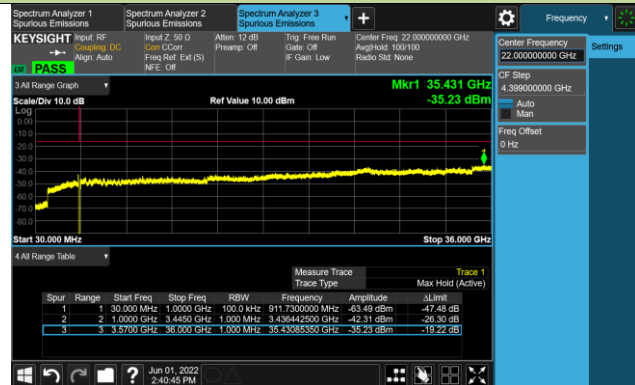 Spectrum Analyzer 1
Spurious Emissions
Spectrum Analyzer 2
Spurious Emissions
Spectrum Analyzer 3
Spurious Emissions
Frequency
KEYSIGHT
Input: RF
Coupling: DC
Align: Auto
Input Z: 50 Ω
Corr CCorr
Freq Ref: Ext (S)
NFE: Off
Atten: 12 dB
Preamp: Off
Trig: Free Run
Gate: Off
IF Gain: Low
Center Freq: 22.000000000 GHz
Avg|Hold: 100/100
Radio Std: None
PASS
Center Frequency
22.000000000 GHz
Settings
CF Step
4.399000000 GHz
Auto
Man
Freq Offset
0 Hz
3 All Range Graph
Mkr1 35.431 GHz
Scale/Div 10.0 dB
Ref Value 10.00 dBm
-35.23 dBm
Log
0.00
-10.0
-20.0
-30.0
-40.0
-50.0
-60.0
-70.0
-80.0
1
Start 30.000 MHz
Stop 36.000 GHz
4 All Range Table
Measure Trace Trace 1
Trace Type Max Hold (Active)
Spur Range Start Freq Stop Freq RBW Frequency Amplitude ΔLimit
1 1 30.000 MHz 1.0000 GHz 100.0 kHz 911.7300000 MHz -63.49 dBm -47.48 dB
2 2 1.0000 GHz 3.4450 GHz 1.000 MHz 3.436442500 GHz -42.31 dBm -26.30 dB
3 3 3.5700 GHz 36.000 GHz 1.000 MHz 35.43085350 GHz -35.23 dBm -19.22 dB
?
Jun 01, 2022
2:40:45 PM